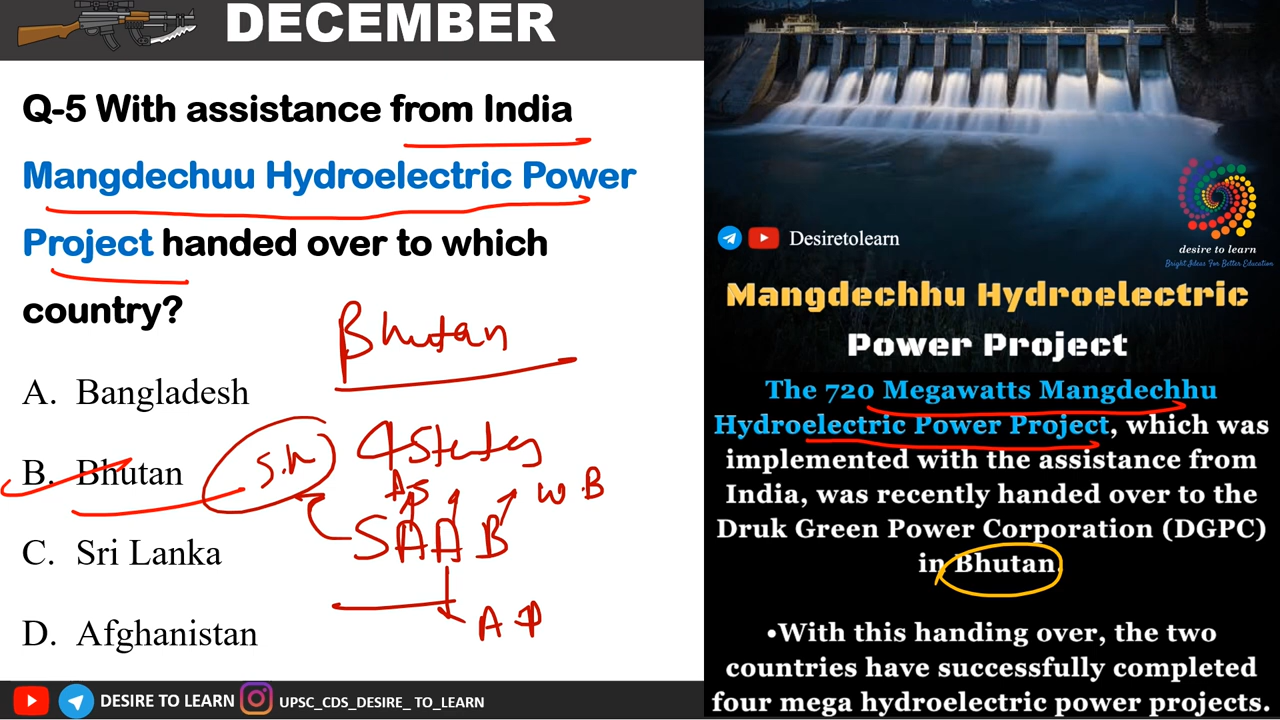 DECEMBER
Q-5 With assistance from India
Mangdechuu Hydroelectric Power
Project handed over to which
country?
Bhutan
A. Bangladesh
4 States
B. Bhutan
S.K
AS
W.B
SAAB
C. Sri Lanka
AP
D. Afghanistan
DESIRE TO LEARN
UPSC_CDS_DESIRE_ TO_LEARN
desire to learn
Bright Ideas For Better Education
Desiretolearn
Mangdechhu Hydroelectric
Power Project
The 720 Megawatts Mangdechhu
Hydroelectric Power Project, which was
implemented with the assistance from
India, was recently handed over to the
Druk Green Power Corporation (DGPC)
in Bhutan.
•With this handing over, the two
countries have successfully completed
four mega hydroelectric power projects.